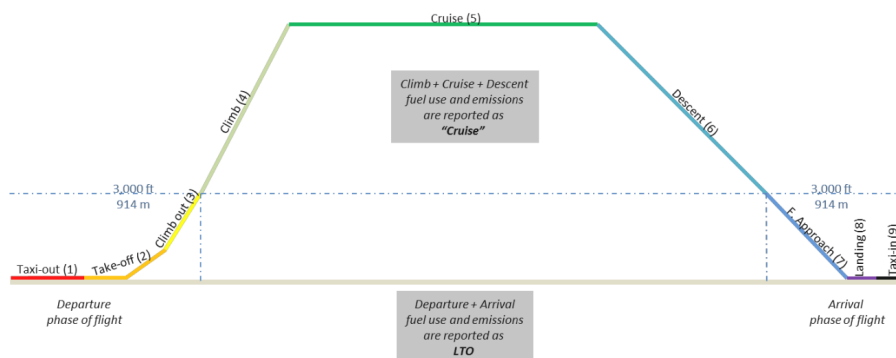 Cruise (5)
Climb + Cruise + Descent
fuel use and emissions
are reported as
“Cruise”
Climb (4)
Descent (6)
3,000 ft
914 m
3,000 ft
914 m
Climb out (3)
F. Approach (7)
Landing (8)
Taxi-in (9)
Taxi-out (1)
Take-off (2)
Departure
phase of flight
Departure + Arrival
fuel use and emissions
are reported as
LTO
Arrival
phase of flight